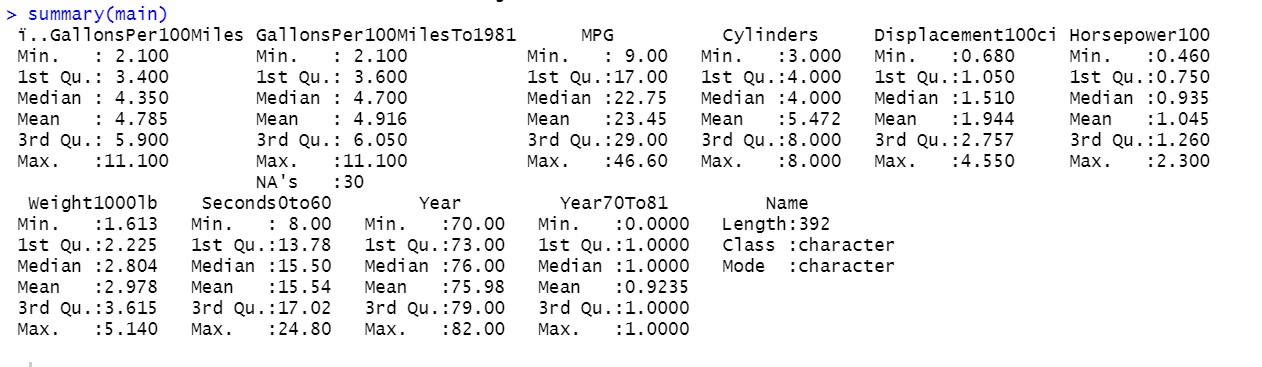 > summary(main)
ï..GallonsPer100Miles GallonsPer100MilesTo1981      MPG          Cylinders     Displacement100ci Horsepower100
Min.   : 2.100        Min.   : 2.100           Min.   : 9.00   Min.   :3.000   Min.   :0.680     Min.   :0.460
1st Qu.: 3.400        1st Qu.: 3.600           1st Qu.:17.00   1st Qu.:4.000   1st Qu.:1.050     1st Qu.:0.750
Median : 4.350        Median : 4.700           Median :22.75   Median :4.000   Median :1.510     Median :0.935
Mean   : 4.785        Mean   : 4.916           Mean   :23.45   Mean   :5.472   Mean   :1.944     Mean   :1.045
3rd Qu.: 5.900        3rd Qu.: 6.050           3rd Qu.:29.00   3rd Qu.:8.000   3rd Qu.:2.757     3rd Qu.:1.260
Max.   :11.100        Max.   :11.100           Max.   :46.60   Max.   :8.000   Max.   :4.550     Max.   :2.300
NA's   :30
Weight1000lb    Seconds0to60        Year         Year70To81         Name
Min.   :1.613   Min.   : 8.00   Min.   :70.00   Min.   :0.0000   Length:392
1st Qu.:2.225   1st Qu.:13.78   1st Qu.:73.00   1st Qu.:1.0000   Class :character
Median :2.804   Median :15.50   Median :76.00   Median :1.0000   Mode  :character
Mean   :2.978   Mean   :15.54   Mean   :75.98   Mean   :0.9235
3rd Qu.:3.615   3rd Qu.:17.02   3rd Qu.:79.00   3rd Qu.:1.0000
Max.   :5.140   Max.   :24.80   Max.   :82.00   Max.   :1.0000